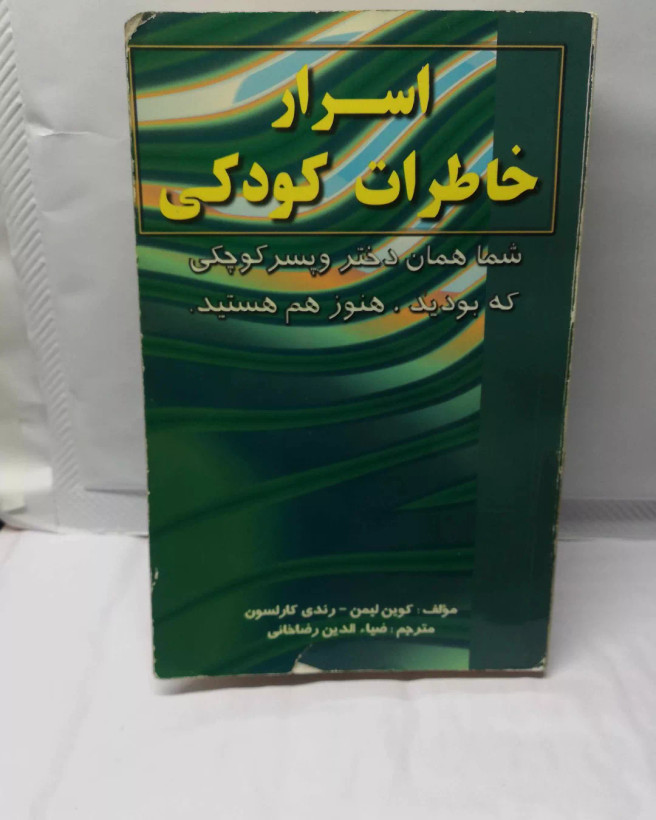 اسرار
خاطرات کودکی
شما همان دختر و پسر کوچکی
که بودید ، هنوز هم هستید.
مؤلف : کوین لیمن - رندی کارلسون
مترجم : ضیاء الدین رضاخانی